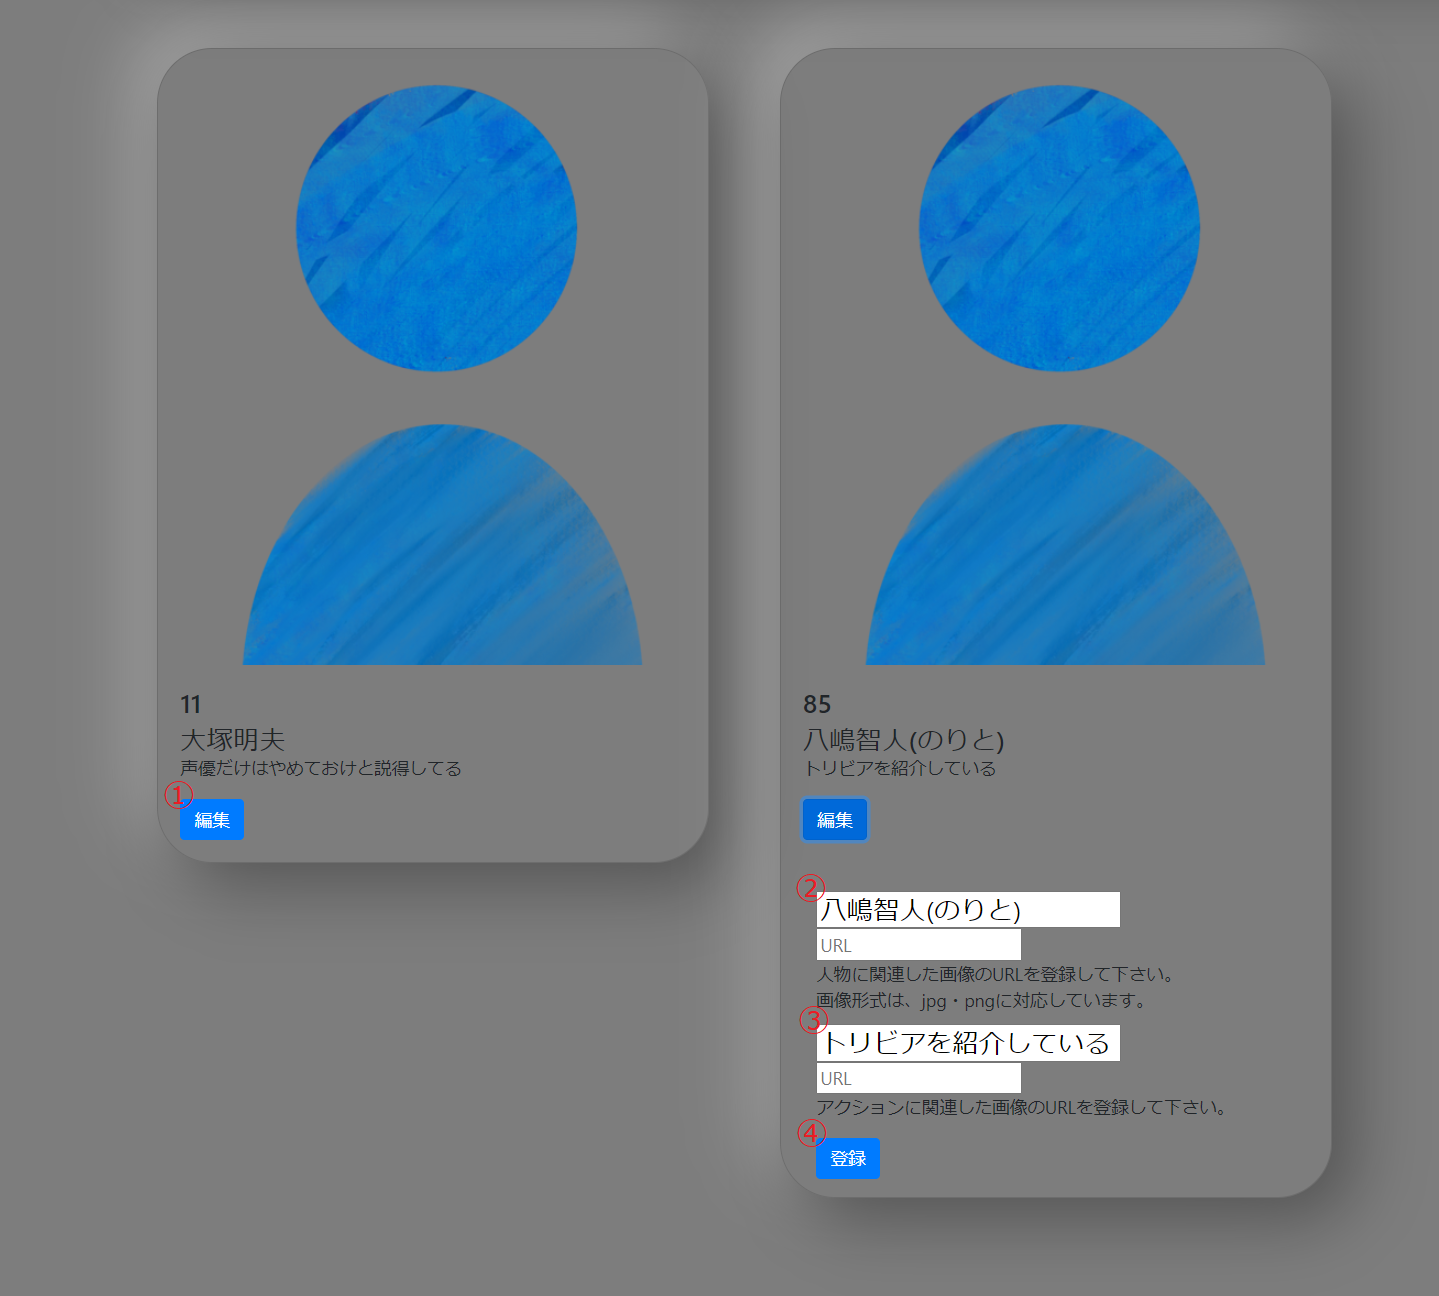 11
大塚明夫
声優だけはやめておけと説得してる
①
編集
85
八嶋智人(のりと)
トリビアを紹介している
編集
②
八嶋智人(のりと)
URL
人物に関連した画像のURLを登録して下さい。
画像形式は、jpg・pngに対応しています。
③
トリビアを紹介している
URL
アクションに関連した画像のURLを登録して下さい。
④
登録